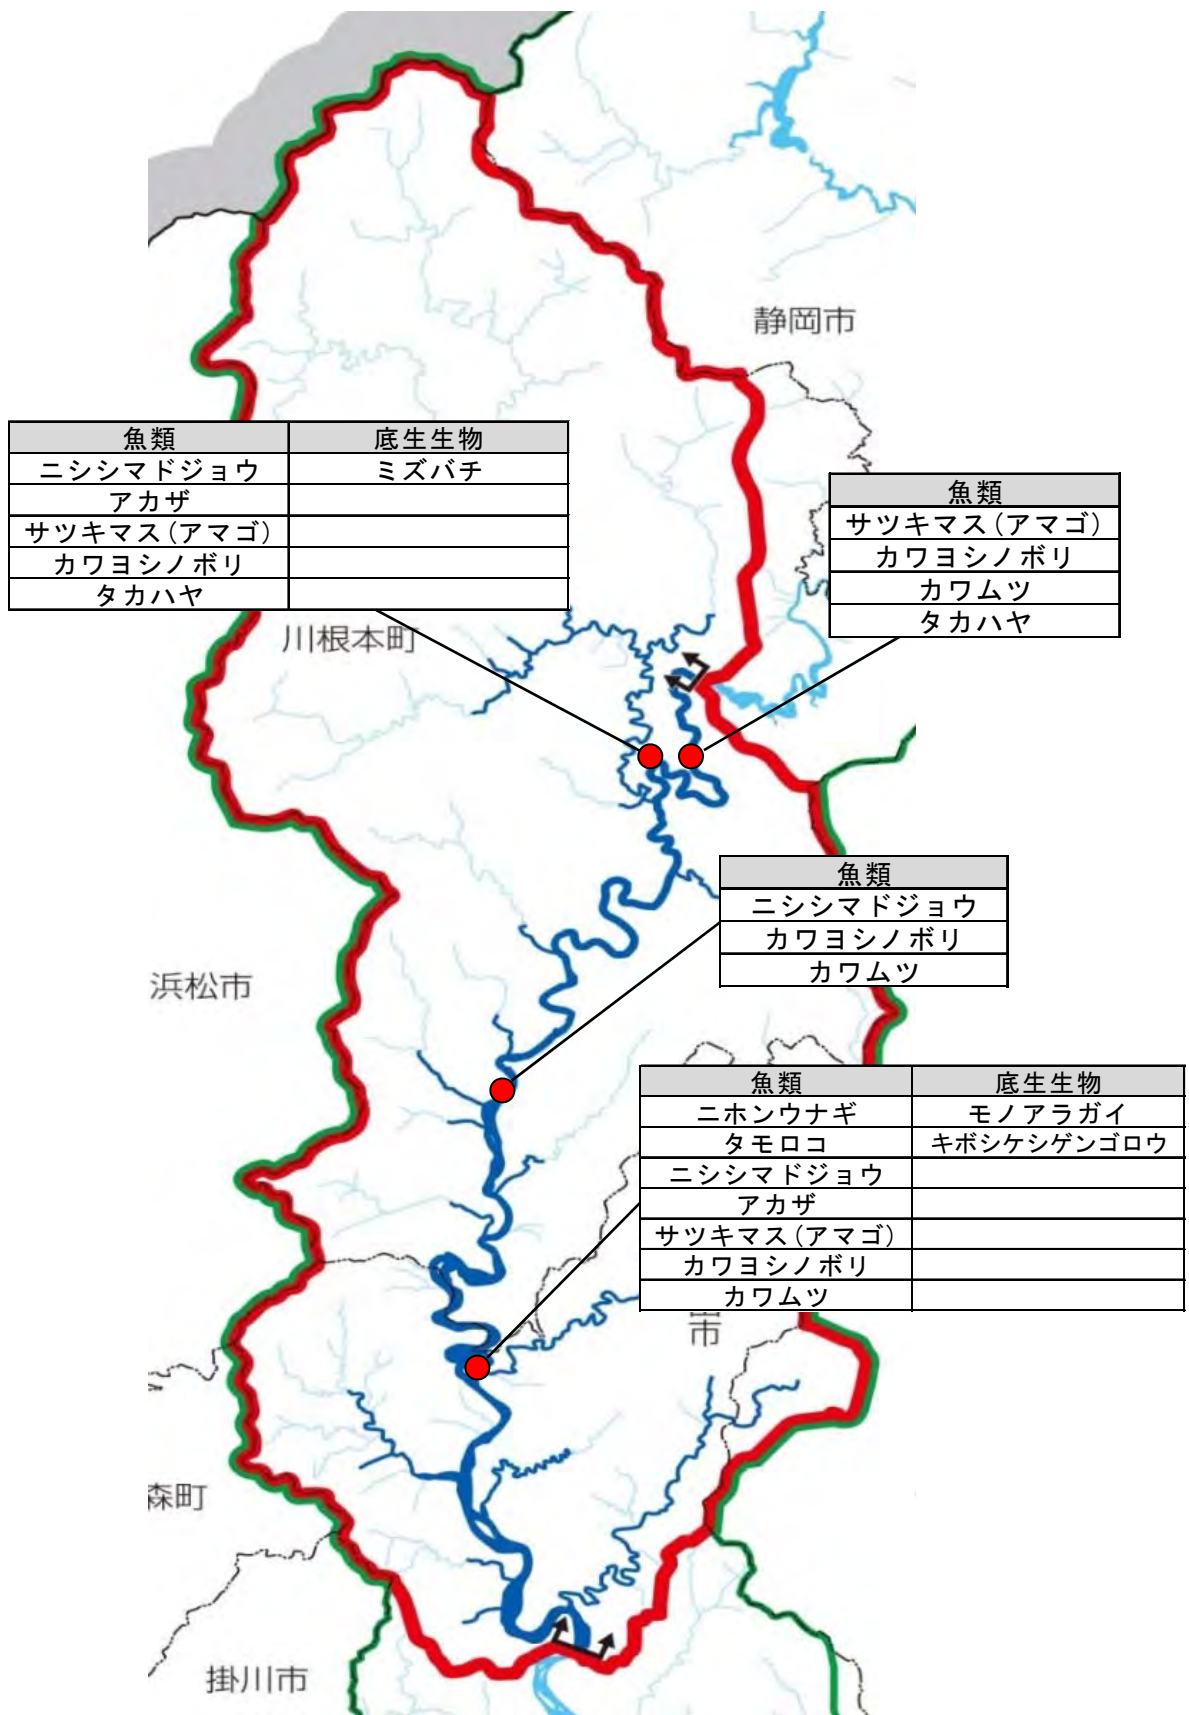 静岡市
魚類 底生生物
ニシシマドジョウ ミズバチ
アカザ
サツキマス(アマゴ)
カワヨシノボリ
タカハヤ
魚類
サツキマス(アマゴ)
カワヨシノボリ
カワムツ
タカハヤ
川根本町
魚類
ニシシマドジョウ
カワヨシノボリ
カワムツ
浜松市
魚類 底生生物
ニホンウナギ モノアラガイ
タモロコ キボシケシゲンゴロウ
ニシシマドジョウ
アカザ
サツキマス(アマゴ)
カワヨシノボリ
カワムツ
市
森町
掛川市